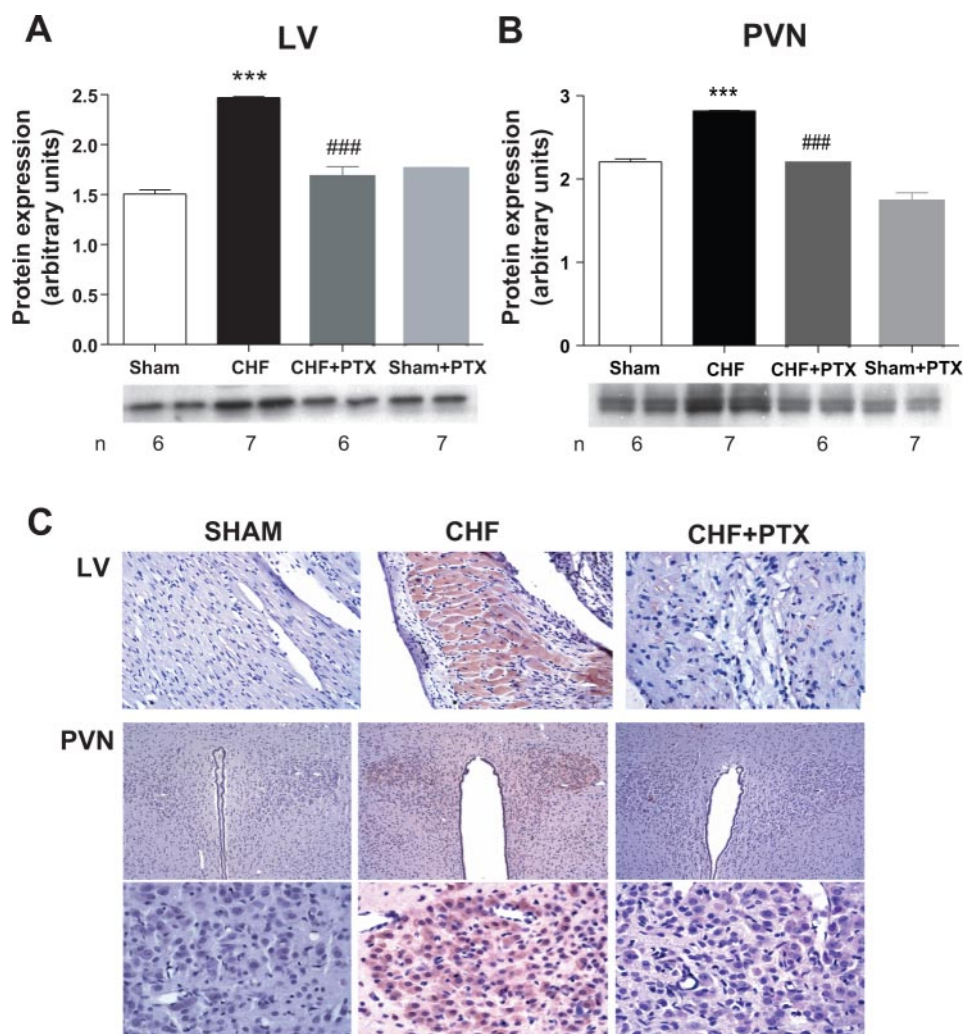 A
LV
Protein expression
(arbitrary units)
2.5
2.0
1.5
1.0
0.5
0.0
***
###
Sham CHF CHF+PTX Sham+PTX
n 6 7 6 7
B
PVN
Protein expression
(arbitrary units)
3
2
1
0
***
###
Sham CHF CHF+PTX Sham+PTX
n 6 7 6 7
C
SHAM CHF CHF+PTX
LV
PVN